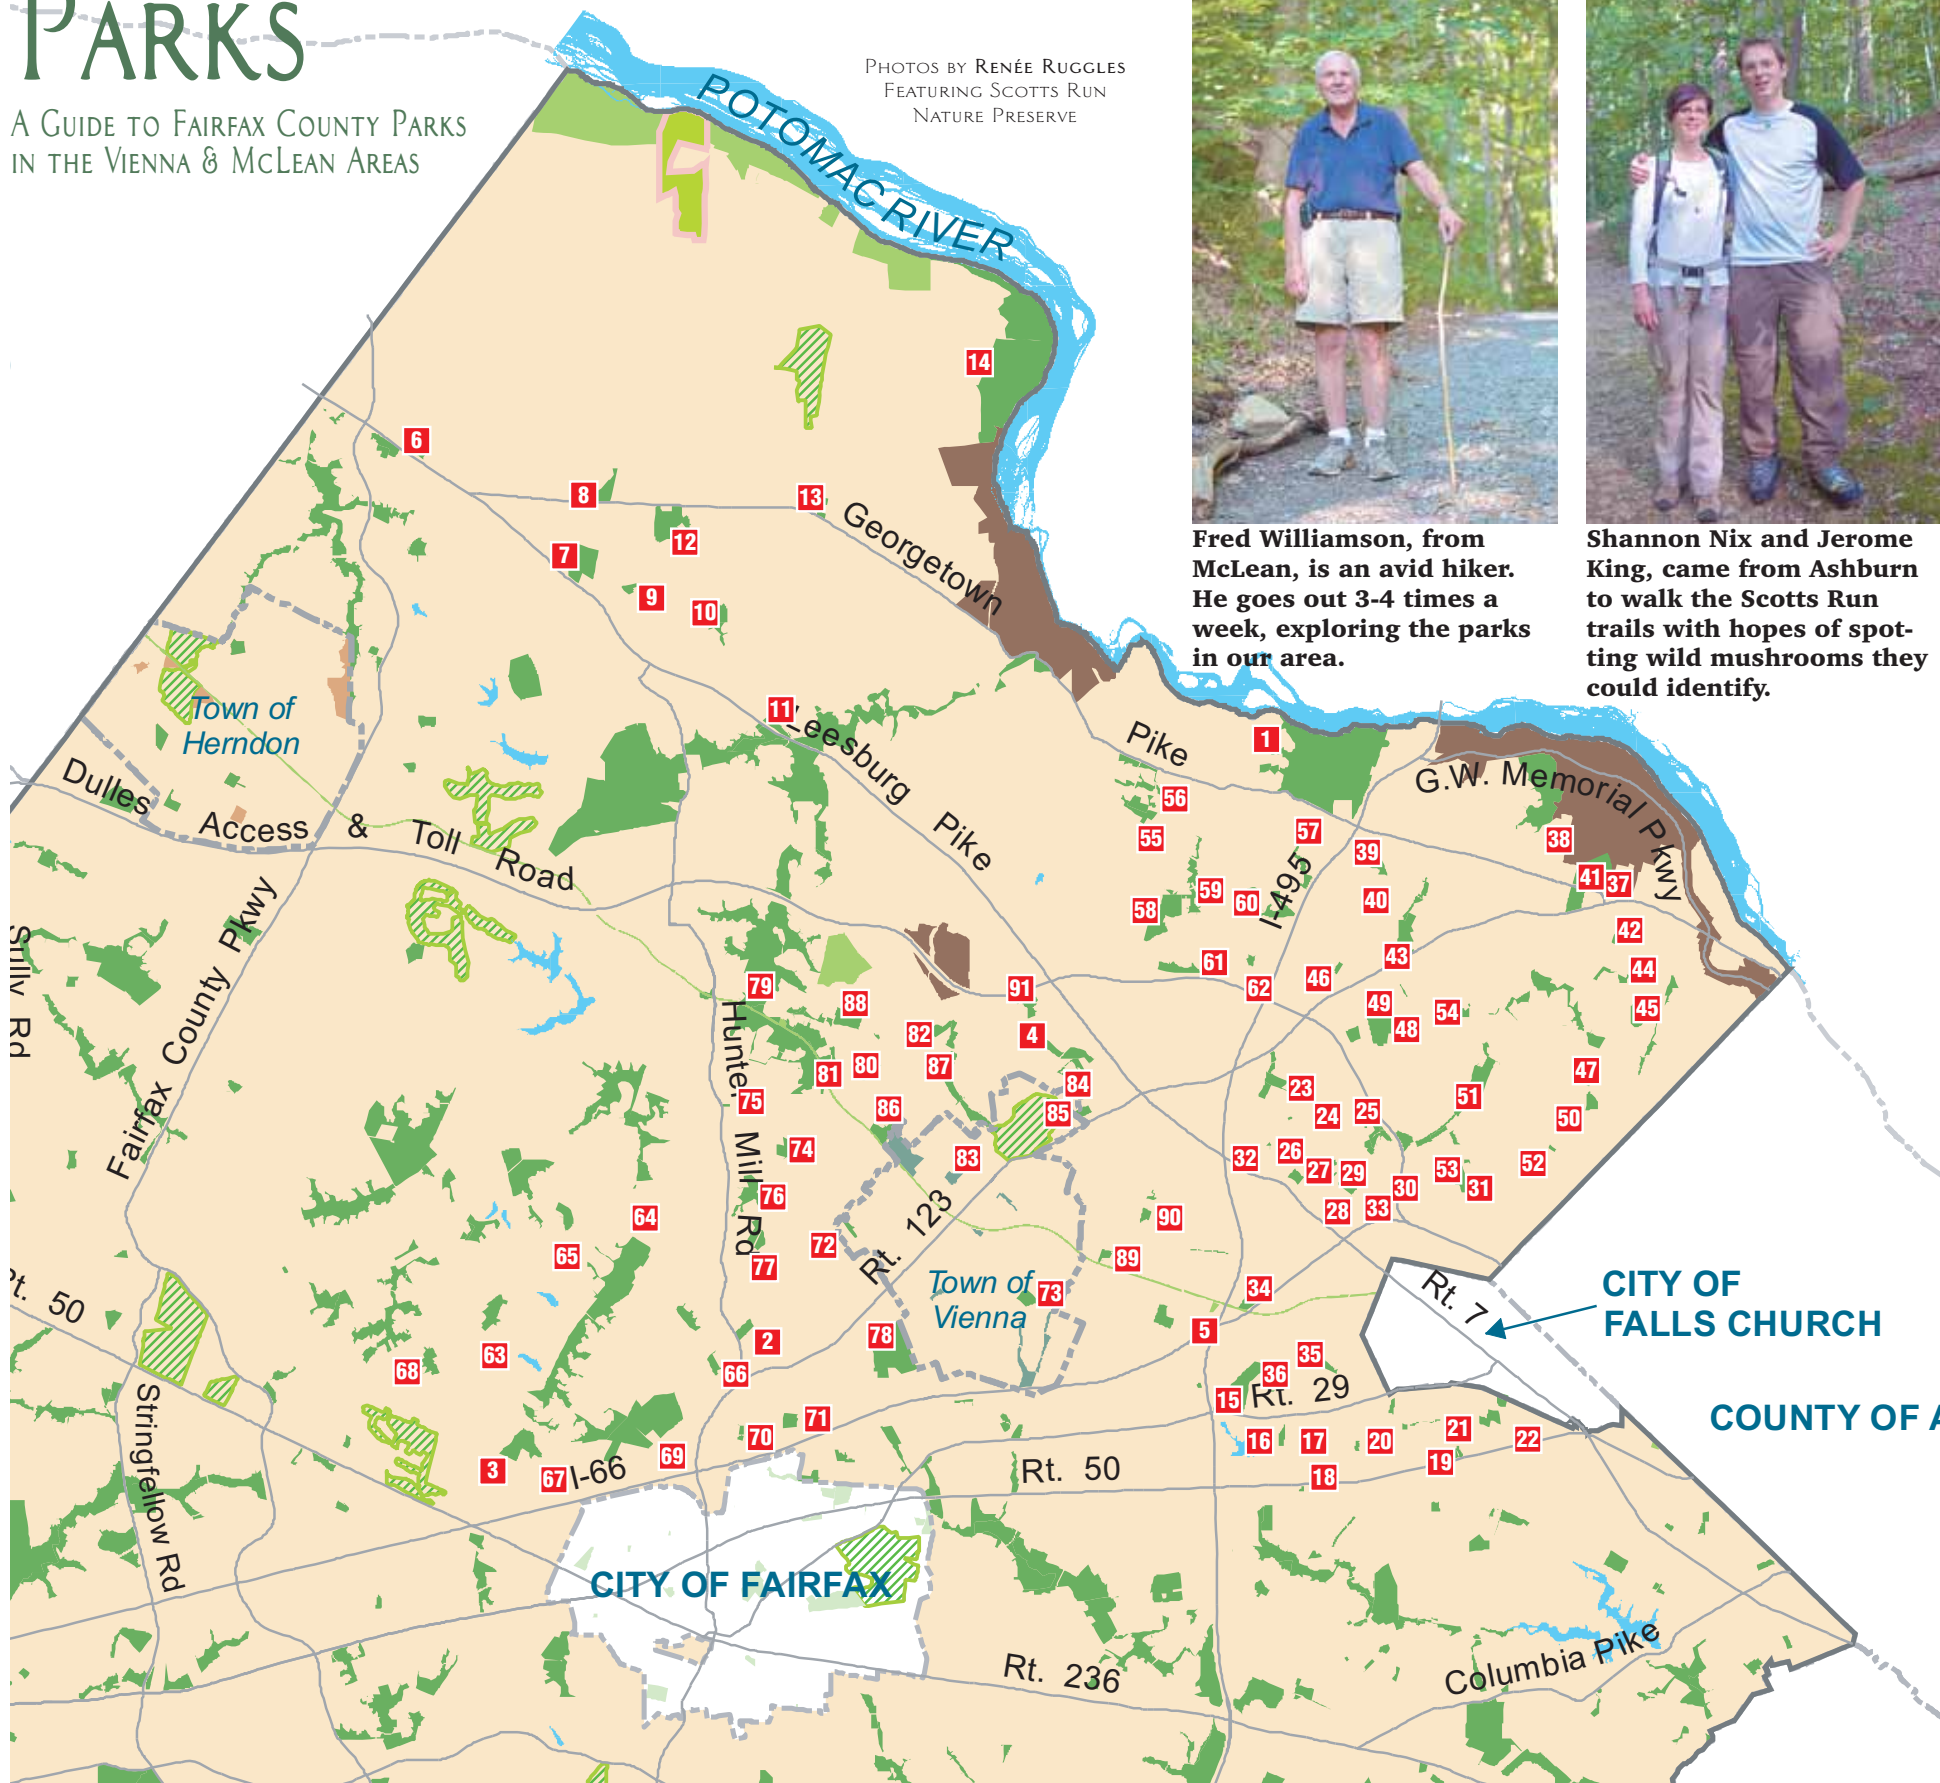 PARKS
A GUIDE TO FAIRFAX COUNTY PARKS
IN THE VIENNA & MCLEAN AREAS
PHOTOS BY RENÉE RUGGLES
FEATURING SCOTTS RUN
NATURE PRESERVE
POTOMAC RIVER
Fred Williamson, from
McLean, is an avid hiker.
He goes out 3-4 times a
week, exploring the parks
in our area.
Shannon Nix and Jerome
King, came from Ashburn
to walk the Scotts Run
trails with hopes of spot-
ting wild mushrooms they
could identify.
14
6
8
13
Georgetown
12
7
9
10
Town of
Herndon
11
Leesburg
Pike
Pike
1
G.W. Memorial Pkwy
Dulles
Access & Toll Road
56
55
57
39
38
41
37
59
60
40
58
I-495
42
Sully Rd
Fairfax County Pkwy
61
43
44
62
46
79
88
91
49
45
54
48
Hunter Mill Rd
82
4
81
80
87
84
47
75
86
85
23
24
25
51
50
74
83
32
26
27
29
53
52
30
31
76
28
33
64
90
72
65
77
89
Rt. 123
Rt. 50
Town of
Vienna
73
34
Rt. 7
CITY OF
FALLS CHURCH
2
78
5
63
68
66
35
36
15
Rt. 29
COUNTY OF A
71
70
69
16
17
20
21
22
19
18
3
67
I-66
Rt. 50
Stringfellow Rd
CITY OF FAIRFAX
Rt. 236
Columbia Pike